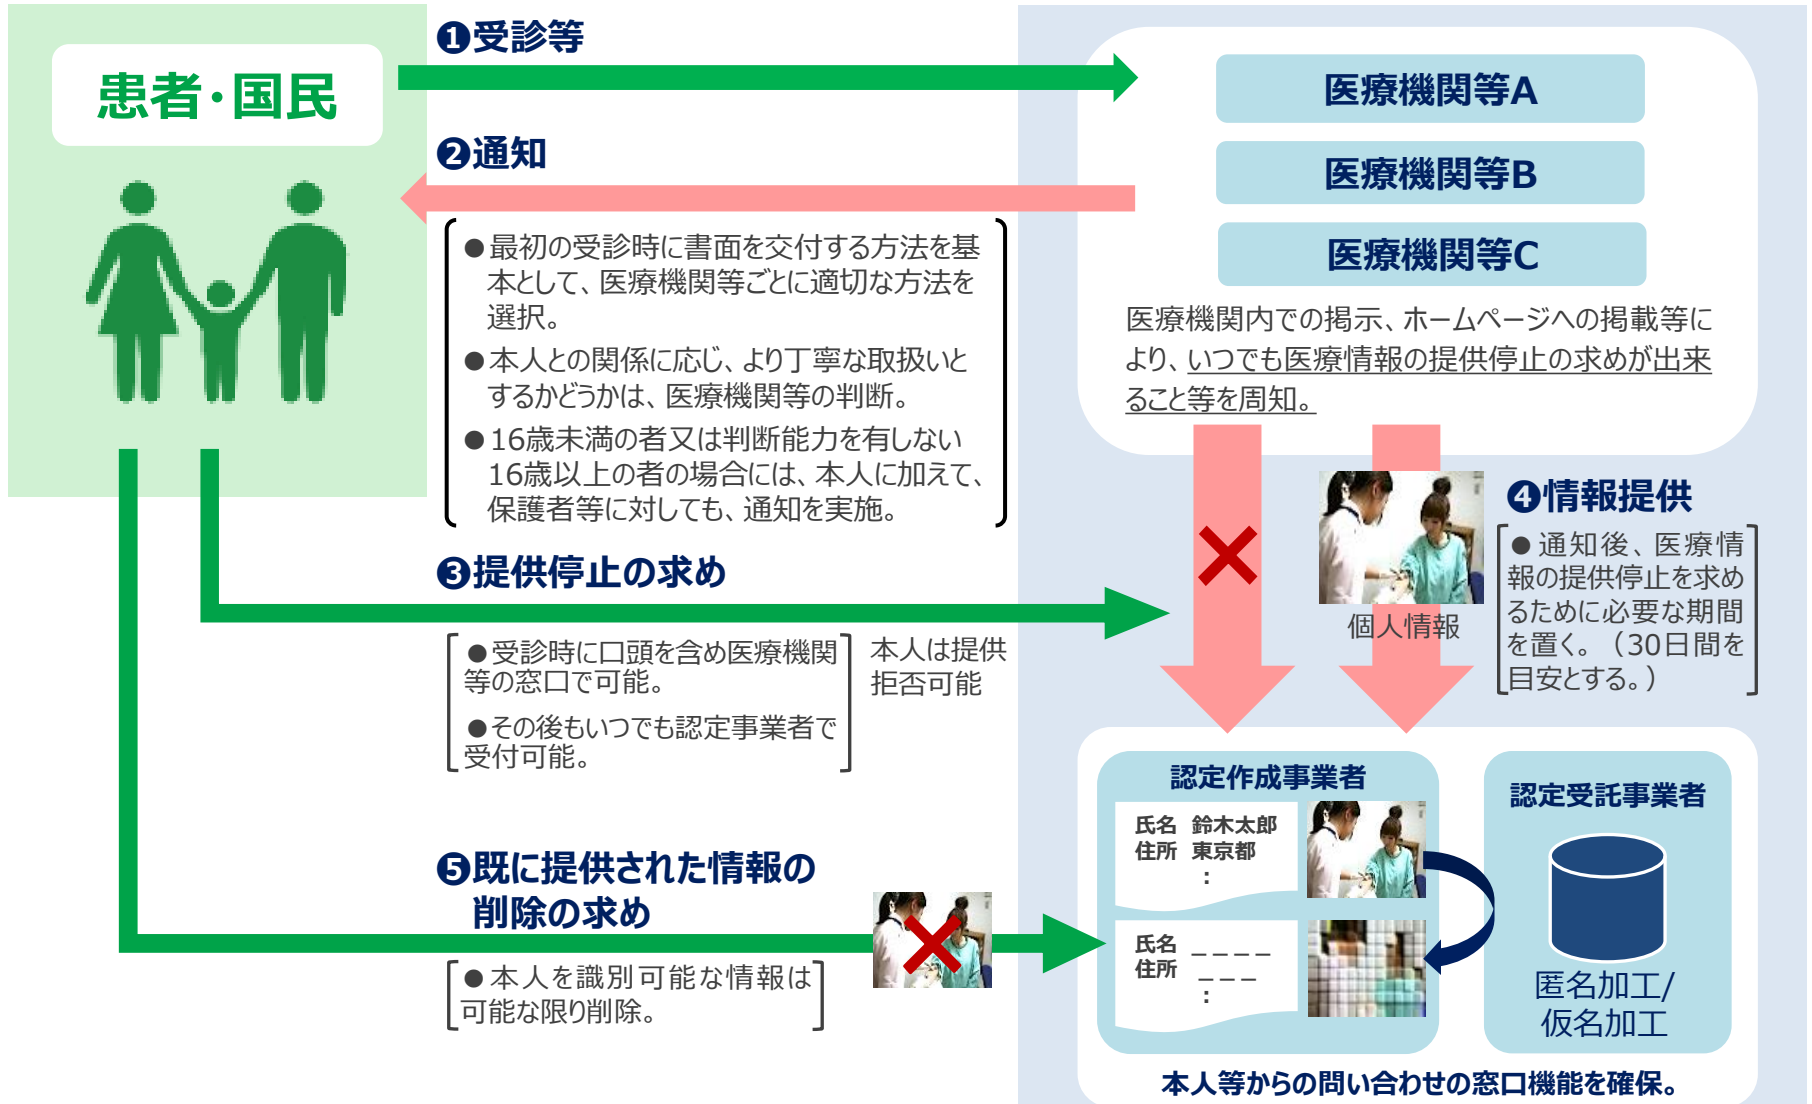 患者・国民
❶受診等
❷通知
●最初の受診時に書面を交付する方法を基
本として、医療機関等ごとに適切な方法を
選択。
●本人との関係に応じ、より丁寧な取扱いと
するかどうかは、医療機関等の判断。
●16歳未満の者又は判断能力を有しない
16歳以上の者の場合には、本人に加えて、
保護者等に対しても、通知を実施。
医療機関等A
医療機関等B
医療機関等C
医療機関内での掲示、ホームページへの掲載等に
より、いつでも医療情報の提供停止の求めが出来
ること等を周知。
❸提供停止の求め
●受診時に口頭を含め医療機関
等の窓口で可能。
●その後もいつでも認定事業者で
受付可能。
本人は提供
拒否可能
個人情報
❹情報提供
●通知後、医療情
報の提供停止を求め
るために必要な期間
を置く。（30日間を
目安とする。）
❺既に提供された情報の
削除の求め
●本人を識別可能な情報は
可能な限り削除。
認定作成事業者
氏名 鈴木太郎
住所 東京都
:
氏名 ＿＿＿＿
住所 ＿＿＿
:
認定受託事業者
匿名加工/
仮名加工
本人等からの問い合わせの窓口機能を確保。